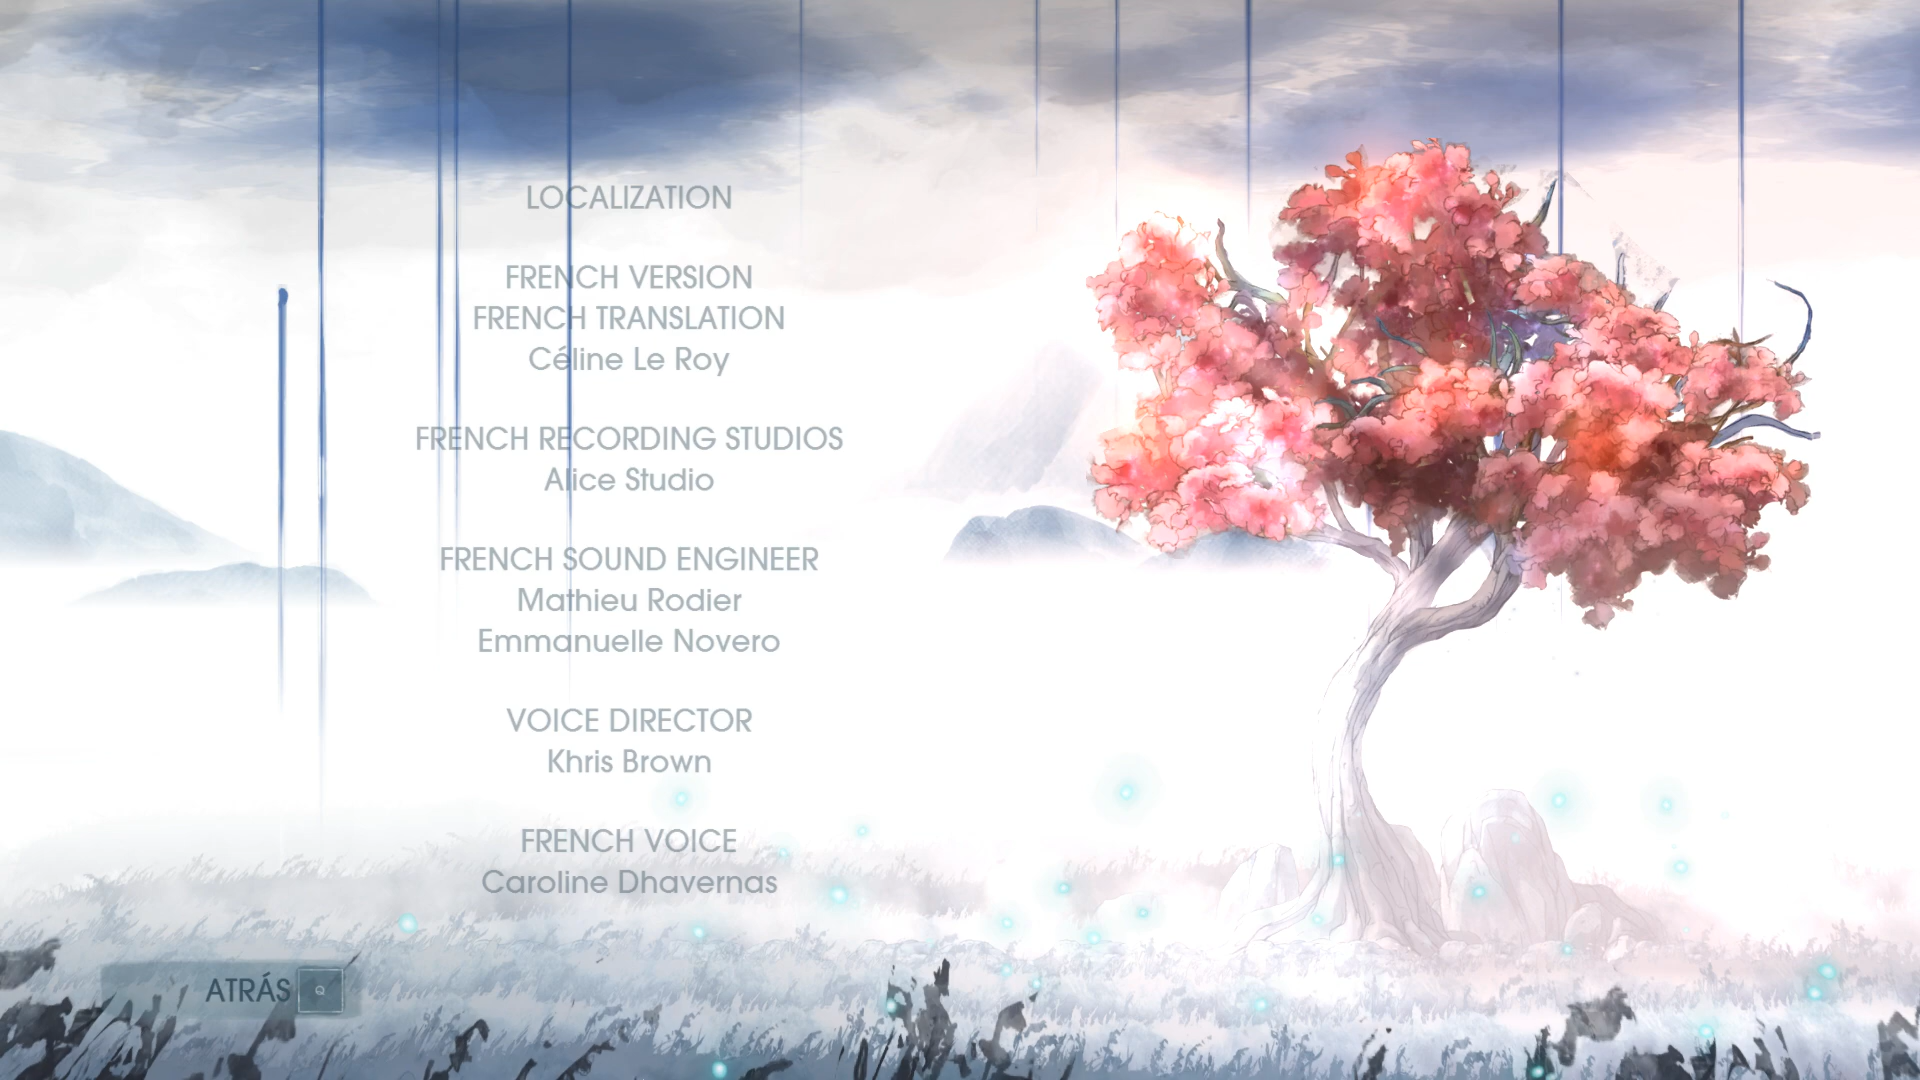 LOCALIZATION
FRENCH VERSION
FRENCH TRANSLATION
Céline Le Roy
FRENCH RECORDING STUDIOS
Alice Studio
FRENCH SOUND ENGINEER
Mathieu Rodier
Emmanuelle Novero
VOICE DIRECTOR
Khris Brown
FRENCH VOICE
Caroline Dhavernas
ATRÁS Q